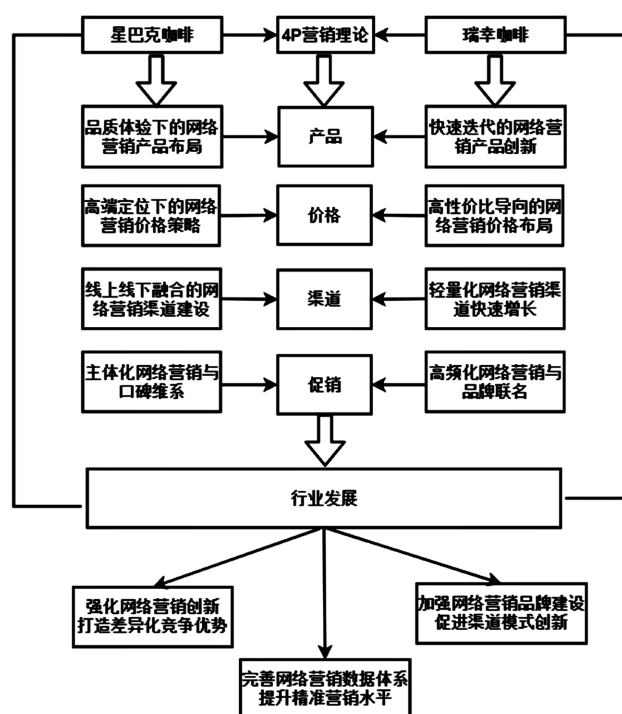 星巴克咖啡
4P营销理论
瑞幸咖啡
品质体验下的网络
营销产品布局
产品
快速迭代的网络营
销产品创新
高端定位下的网络
营销价格策略
价格
高性价比导向的网
络营销价格布局
线上线下融合的网
络营销渠道建设
渠道
轻量化网络营销渠
道快速增长
主体化网络营销与
口碑维系
促销
高频化网络营销与
品牌联名
行业发展
强化网络营销创新
打造差异化竞争优势
加强网络营销品牌建设
促进渠道模式创新
完善网络营销数据体系
提升精准营销水平